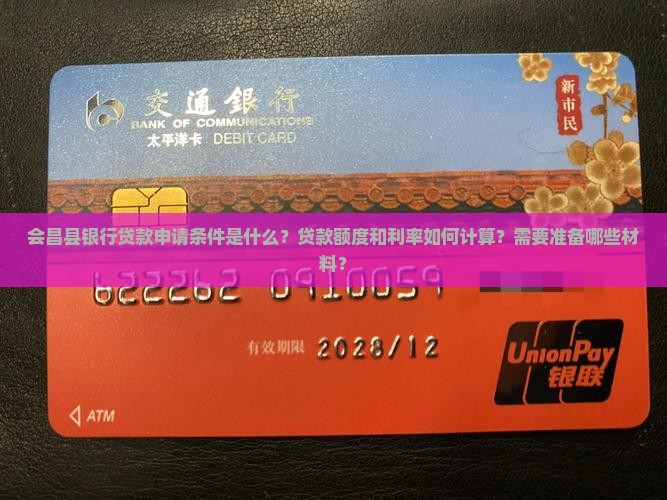 交通銀行
BANK OF COMMUNICATIONS
太平洋卡 DEBIT CARD
新市民
会昌县银行贷款申请条件是什么？贷款额度和利率如何计算？需要准备哪些材
料？
622262 0910059
有效期限 2028/12
UnionPay
银联
ATM